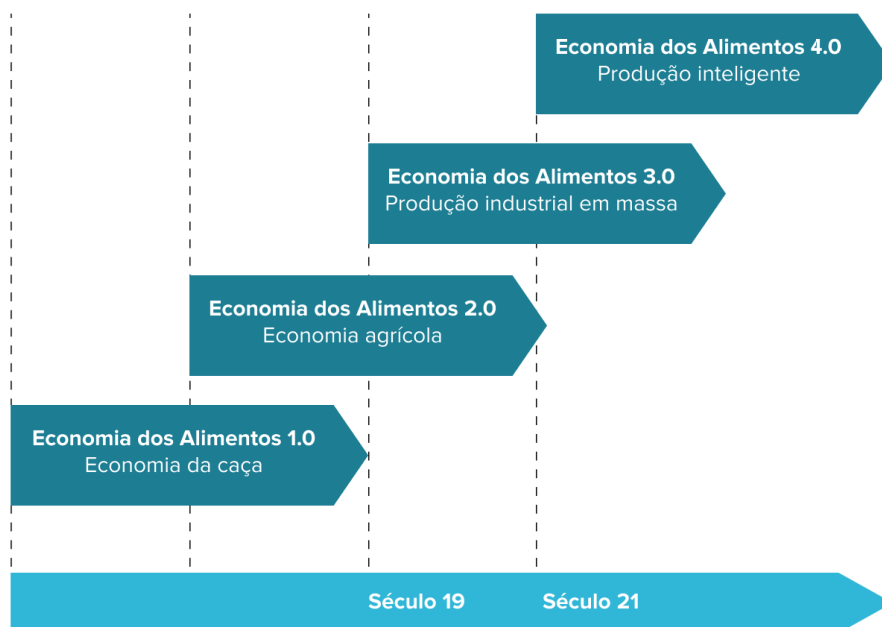 Economia dos Alimentos 4.0
Produção inteligente
Economia dos Alimentos 3.0
Produção industrial em massa
Economia dos Alimentos 2.0
Economia agrícola
Economia dos Alimentos 1.0
Economia da caça
Século 19
Século 21